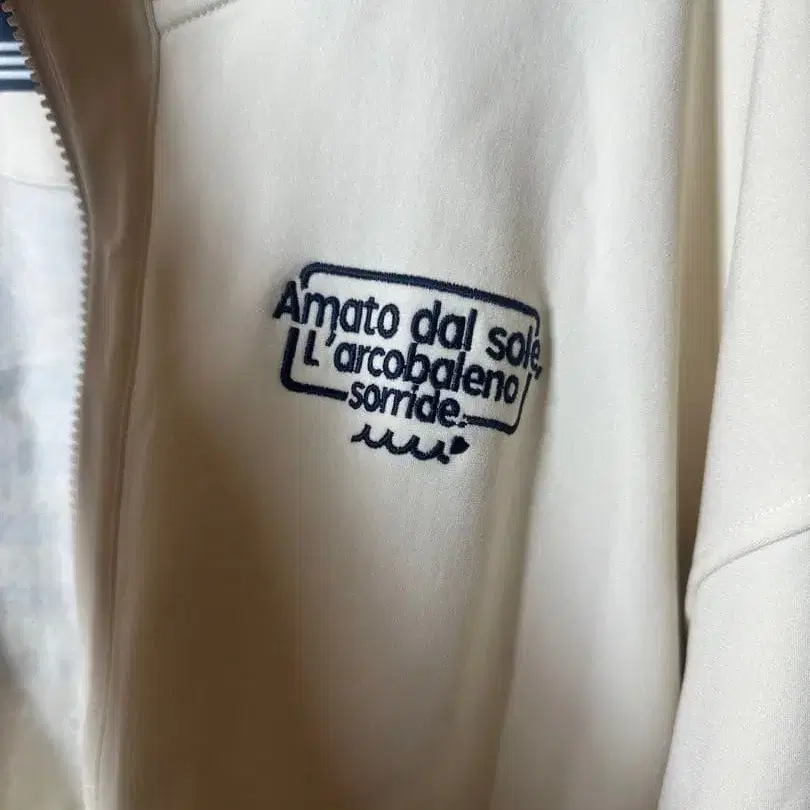 Amato dal sole,
L'arcobaleno
sorride.